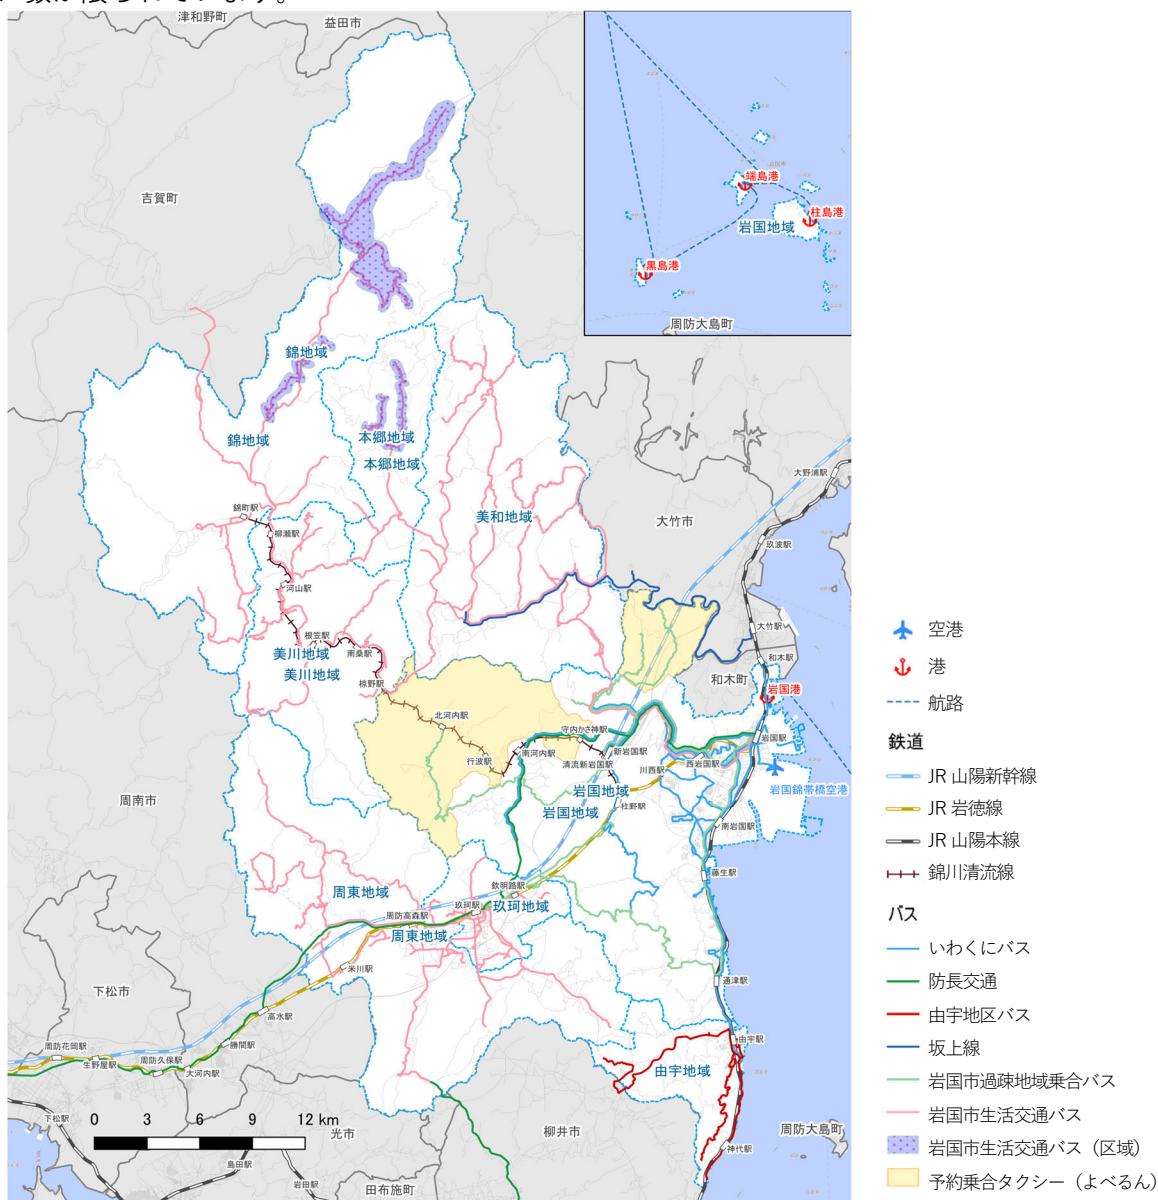 津和野町
益田市
吉賀町
端島港
柱島港
岩国地域
黒島港
周防大島町
錦地域
錦地域
本郷地域
本郷地域
美和地域
大竹市
大野浦駅
玖波駅
錦町駅
柳瀬駅
河山駅
根笠駅
南桑駅
美川地域
美川地域
椋野駅
大竹駅
和木駅
和木町
岩国港
北河内駅
守内かさ神駅
行波駅
南河内駅
清流新岩国駅
新岩国駅
川西駅
西岩国駅
岩国駅
岩国錦帯橋空港
岩国地域
岩国地域
柱野駅
南岩国駅
周南市
藤生駅
周東地域
欽明路駅
玖珂駅
玖珂地域
周防高森駅
周東地域
米川駅
通津駅
下松市
高水駅
勝間駅
周防花岡駅
生野屋駅
周防久保駅
大河内駅
由宇駅
由宇地域
下松駅
0 3 6 9 12 km
光市
柳井市
周防大島町
神代駅
島田駅
岩田駅
田布施町
空港
港
航路
鉄道
JR 山陽新幹線
JR 岩徳線
JR 山陽本線
錦川清流線
バス
いわくにバス
防長交通
由宇地区バス
坂上線
岩国市過疎地域乗合バス
岩国市生活交通バス
岩国市生活交通バス（区域）
予約乗合タクシー（よべるん）